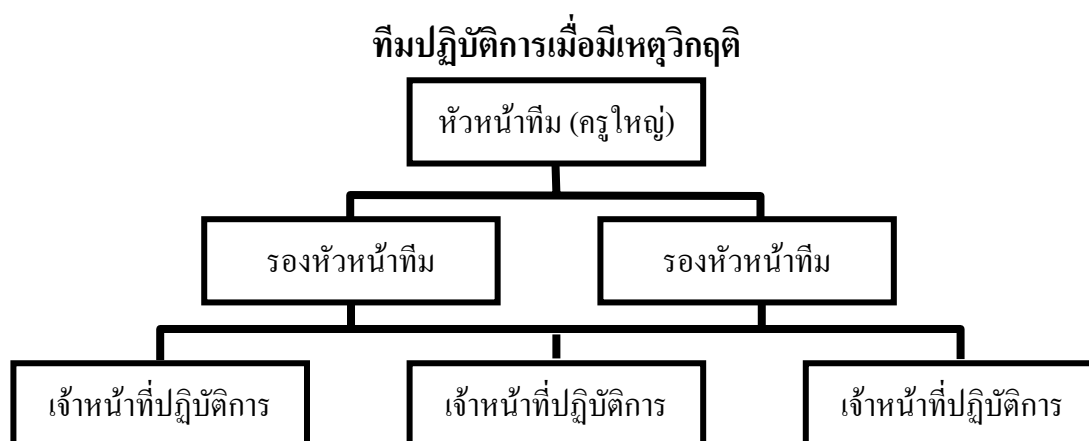 ทีมปฏิบัติการเมื่อมีเหตุวิกฤติ
หัวหน้าทีม (ครูใหญ่)
รองหัวหน้าทีม
รองหัวหน้าทีม
เจ้าหน้าที่ปฏิบัติการ
เจ้าหน้าที่ปฏิบัติการ
เจ้าหน้าที่ปฏิบัติการ